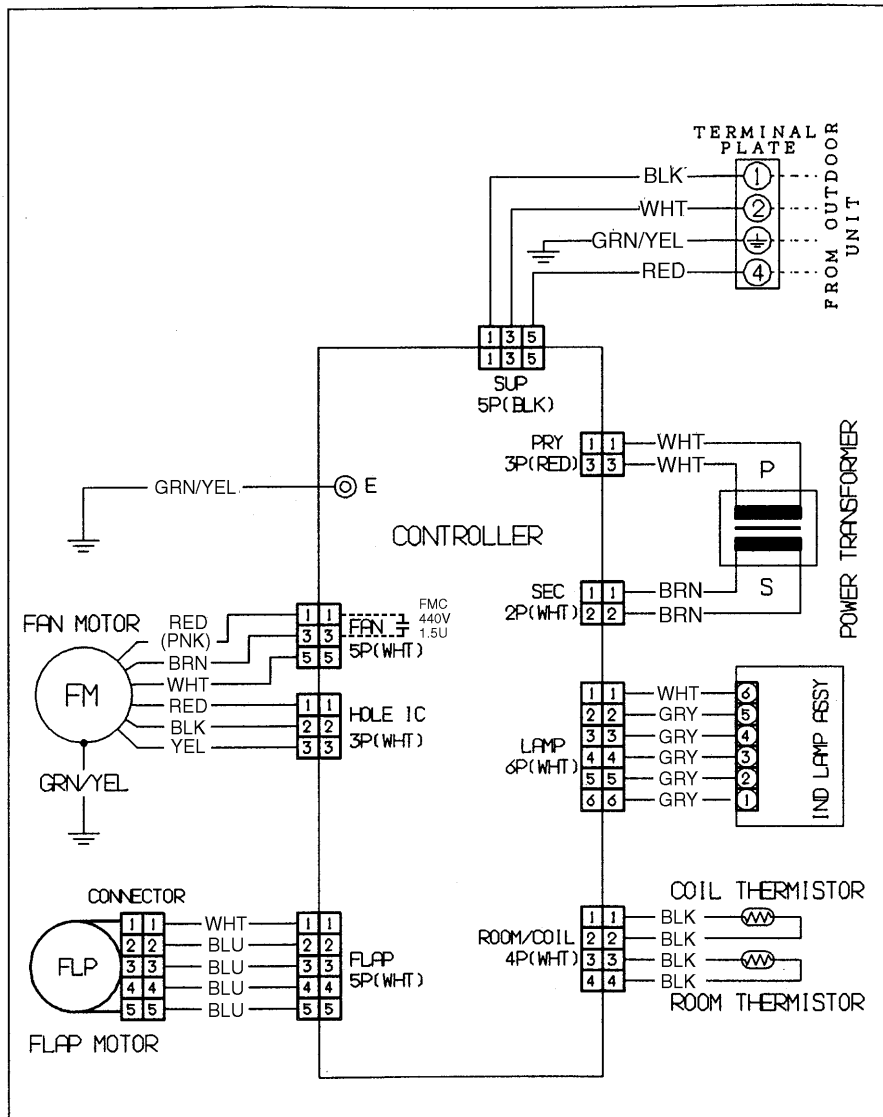 TERMINAL
PLATE
FROM OUTDOOR
UNIT
BLK 1
WHT 2
GRN/YEL
RED 4
1 3 5
1 3 5
SUP
5P(BLK)
PRY 1 1 WHT
3P(RED) 3 3 WHT
P
S
POWER TRANSFORMER
GRN/YEL E
CONTROLLER
SEC 1 1 BRN
2P(WHT) 2 2 BRN
FAN MOTOR
FM
RED
(PNK) 1 1
BRN 3 3
WHT 5 5
FAN
5P(WHT)
FMC
440V
1.5U
RED 1 1
BLK 2 2
YEL 3 3
HOLE IC
3P(WHT)
GRN/YEL
LAMP
6P(WHT)
1 1 WHT 6
2 2 GRY 5
3 3 GRY 4
4 4 GRY 3
5 5 GRY 2
6 6 GRY 1
IND LAMP ASSY
CONNECTOR
FLP
1 1 WHT 1 1
2 2 BLU 2 2
3 3 BLU 3 3
4 4 BLU 4 4
5 5 BLU 5 5
FLAP
5P(WHT)
FLAP MOTOR
COIL THERMISTOR
ROOM/COIL
4P(WHT)
1 1 BLK
2 2 BLK
3 3 BLK
4 4 BLK
ROOM THERMISTOR